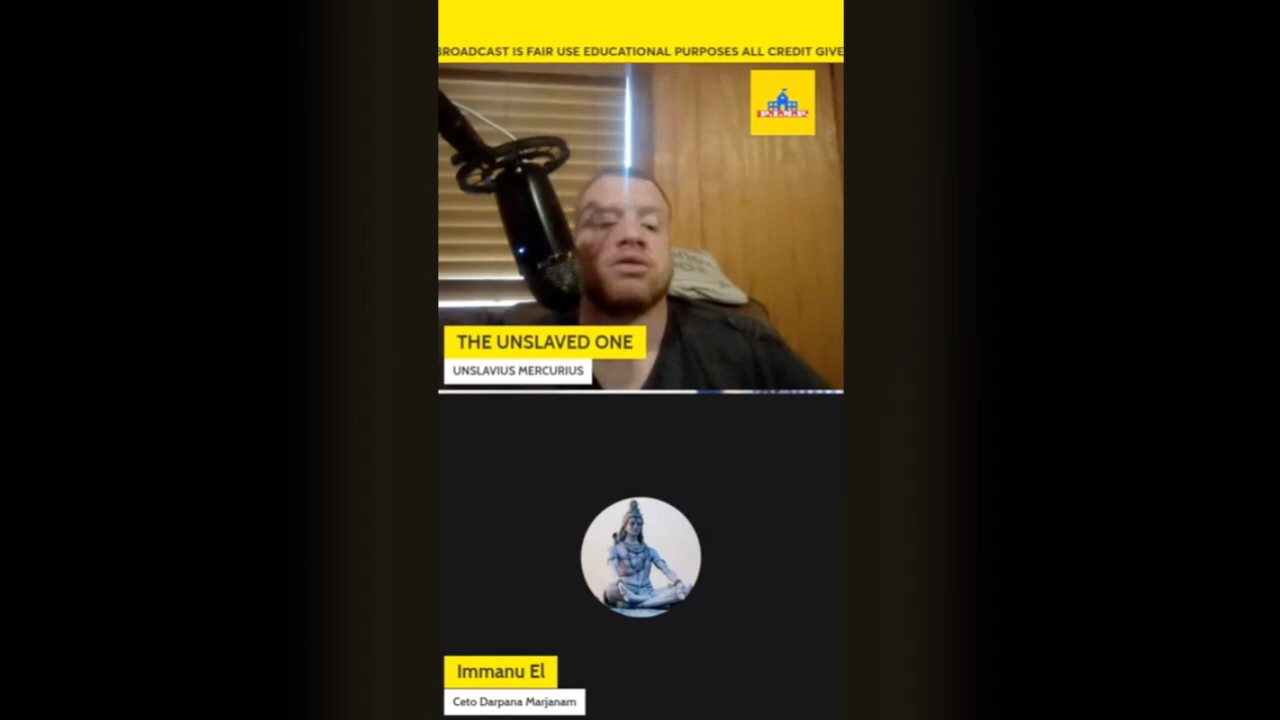 BROADCAST IS FAIR USE EDUCATIONAL PURPOSES ALL CREDIT GIVE
P.I.M.P.
THE UNSLAVED ONE
UNSLAVIUS MERCURIUS
Immanu El
Ceto Darpana Marjanam